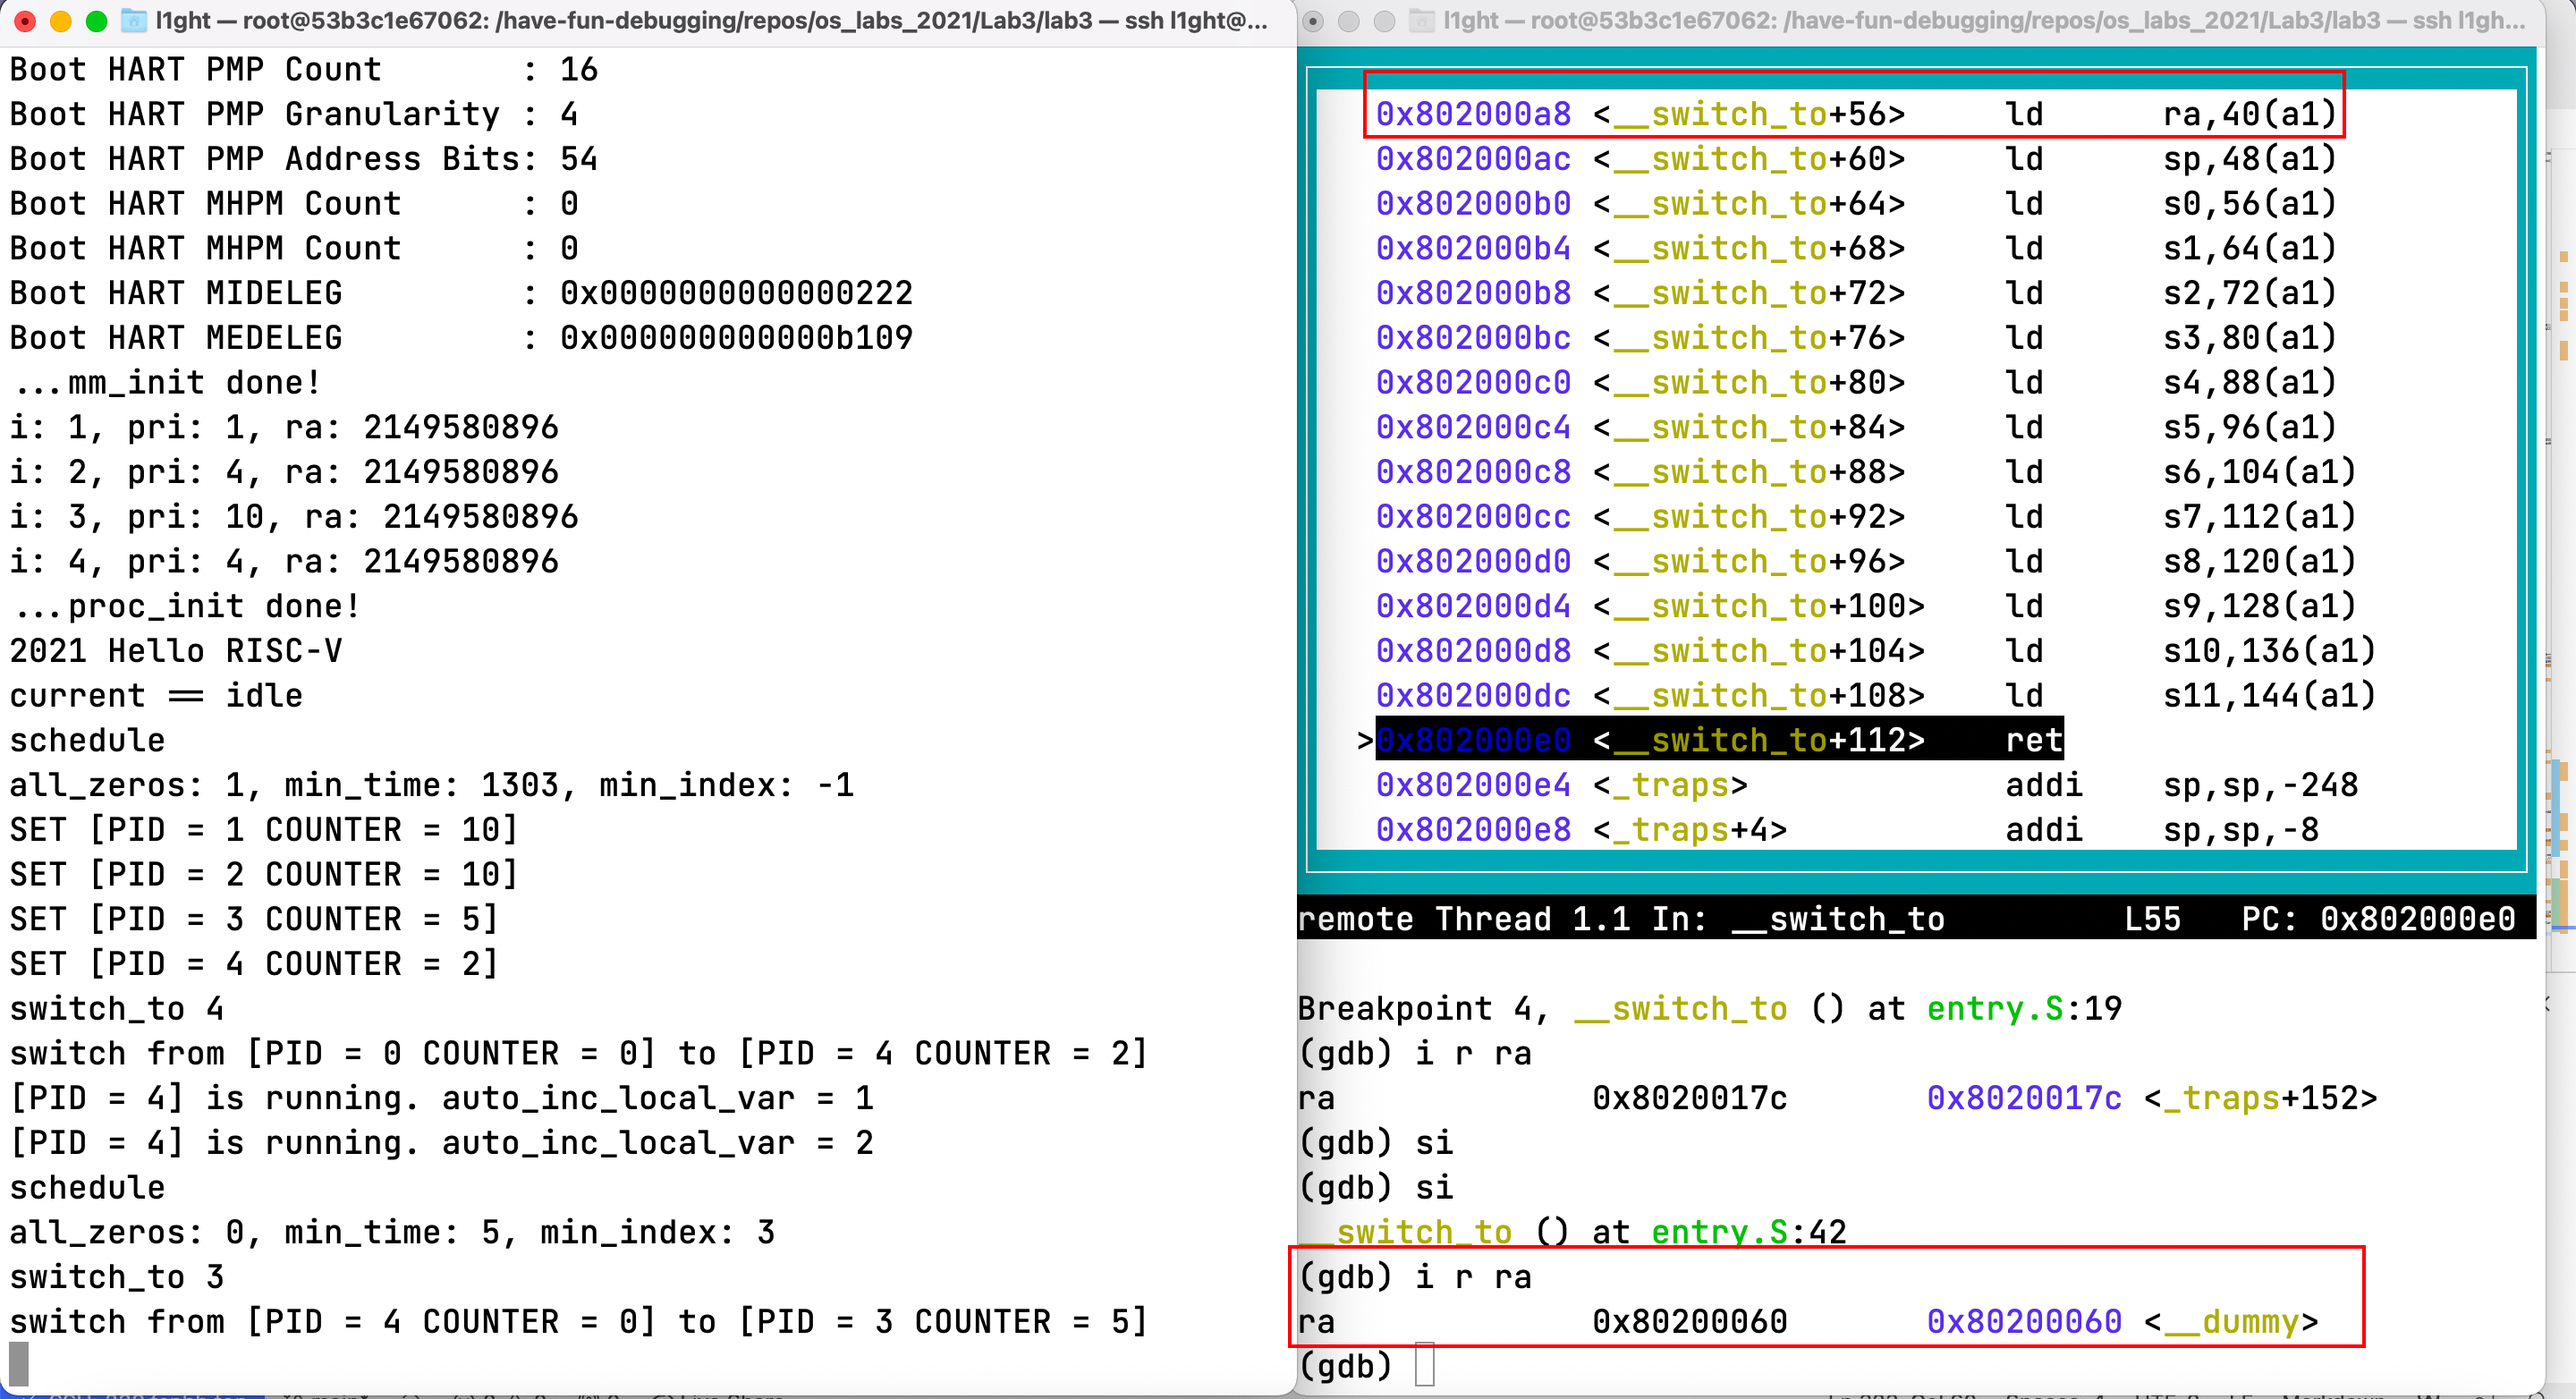 l1ght — root@53b3c1e67062: /have-fun-debugging/repos/os_labs_2021/Lab3/lab3 — ssh l1ght@...
Boot HART PMP Count       : 16
Boot HART PMP Granularity : 4
Boot HART PMP Address Bits: 54
Boot HART MHPM Count      : 0
Boot HART MHPM Count      : 0
Boot HART MIDELEG         : 0x0000000000000222
Boot HART MEDELEG         : 0x000000000000b109
...mm_init done!
i: 1, pri: 1, ra: 2149580896
i: 2, pri: 4, ra: 2149580896
i: 3, pri: 10, ra: 2149580896
i: 4, pri: 4, ra: 2149580896
...proc_init done!
2021 Hello RISC-V
current == idle
schedule
all_zeros: 1, min_time: 1303, min_index: -1
SET [PID = 1 COUNTER = 10]
SET [PID = 2 COUNTER = 10]
SET [PID = 3 COUNTER = 5]
SET [PID = 4 COUNTER = 2]
switch_to 4
switch from [PID = 0 COUNTER = 0] to [PID = 4 COUNTER = 2]
[PID = 4] is running. auto_inc_local_var = 1
[PID = 4] is running. auto_inc_local_var = 2
schedule
all_zeros: 0, min_time: 5, min_index: 3
switch_to 3
switch from [PID = 4 COUNTER = 0] to [PID = 3 COUNTER = 5]
l1ght — root@53b3c1e67062: /have-fun-debugging/repos/os_labs_2021/Lab3/lab3 — ssh l1gh...
0x802000a8 <__switch_to+56>    ld    ra,40(a1)
0x802000ac <__switch_to+60>    ld    sp,48(a1)
0x802000b0 <__switch_to+64>    ld    s0,56(a1)
0x802000b4 <__switch_to+68>    ld    s1,64(a1)
0x802000b8 <__switch_to+72>    ld    s2,72(a1)
0x802000bc <__switch_to+76>    ld    s3,80(a1)
0x802000c0 <__switch_to+80>    ld    s4,88(a1)
0x802000c4 <__switch_to+84>    ld    s5,96(a1)
0x802000c8 <__switch_to+88>    ld    s6,104(a1)
0x802000cc <__switch_to+92>    ld    s7,112(a1)
0x802000d0 <__switch_to+96>    ld    s8,120(a1)
0x802000d4 <__switch_to+100>    ld    s9,128(a1)
0x802000d8 <__switch_to+104>    ld    s10,136(a1)
0x802000dc <__switch_to+108>    ld    s11,144(a1)
>0x802000e0 <__switch_to+112>    ret
0x802000e4 <_traps>    addi    sp,sp,-248
0x802000e8 <_traps+4>    addi    sp,sp,-8
remote Thread 1.1 In: __switch_to    L55    PC: 0x802000e0
Breakpoint 4, __switch_to () at entry.S:19
(gdb) i r ra
ra    0x8020017c    0x8020017c <_traps+152>
(gdb) si
(gdb) si
__switch_to () at entry.S:42
(gdb) i r ra
ra    0x80200060    0x80200060 <__dummy>
(gdb)